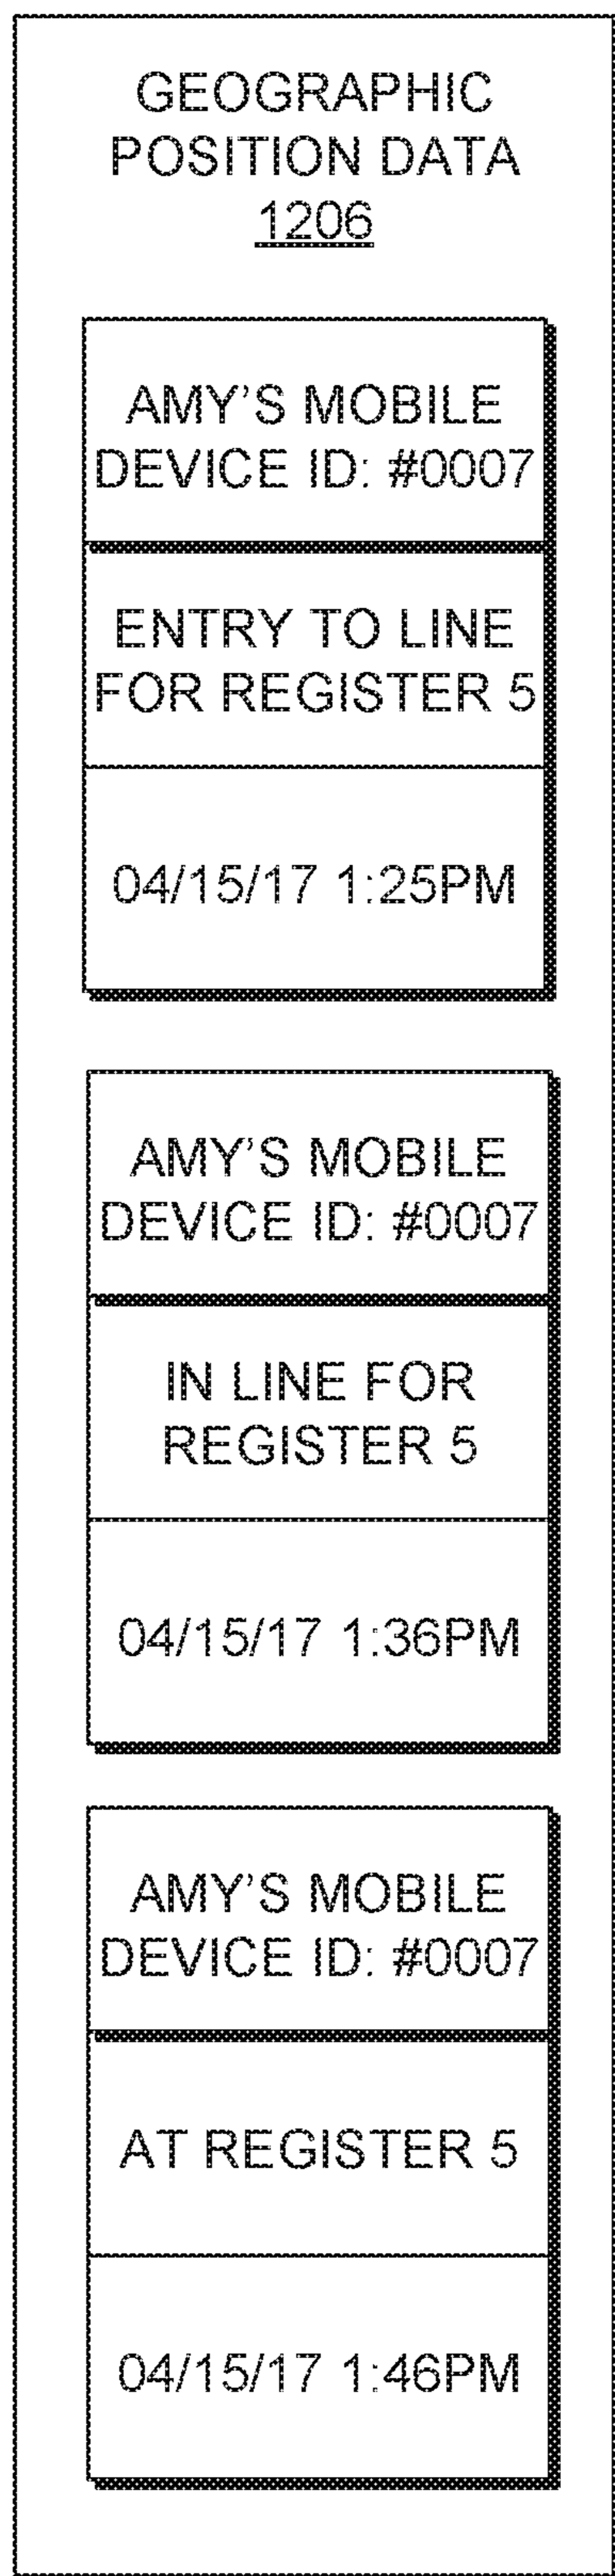 GEOGRAPHIC
POSITION DATA
1206
AMY'S MOBILE
DEVICE ID: #0007
ENTRY TO LINE
FOR REGISTER 5
04/15/17 1:25PM
AMY'S MOBILE
DEVICE ID: #0007
IN LINE FOR
REGISTER 5
04/15/17 1:36PM
AMY'S MOBILE
DEVICE ID: #0007
AT REGISTER 5
04/15/17 1:46PM